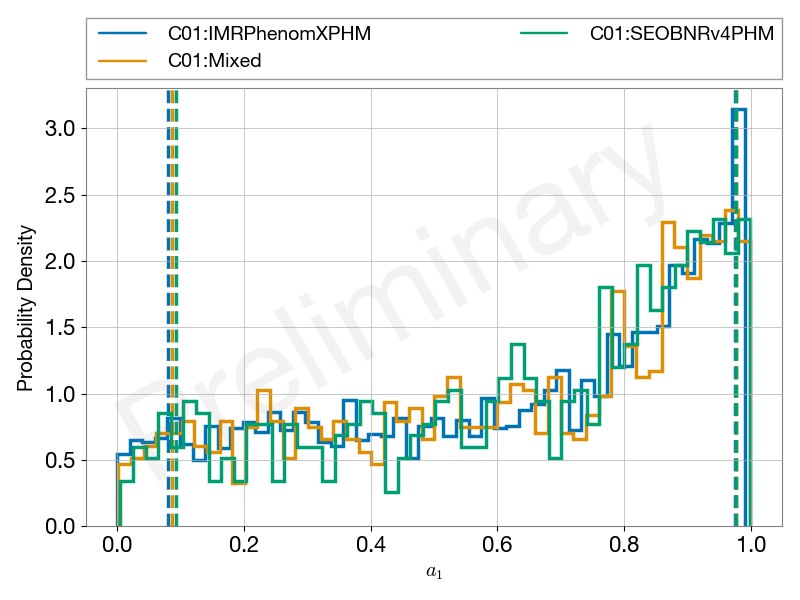 C01:IMRPhenomXPHM
C01:Mixed
C01:SEOBNRv4PHM
Preliminary
Probability Density
3.0
2.5
2.0
1.5
1.0
0.5
0.0
0.0 0.2 0.4 0.6 0.8 1.0
a₁